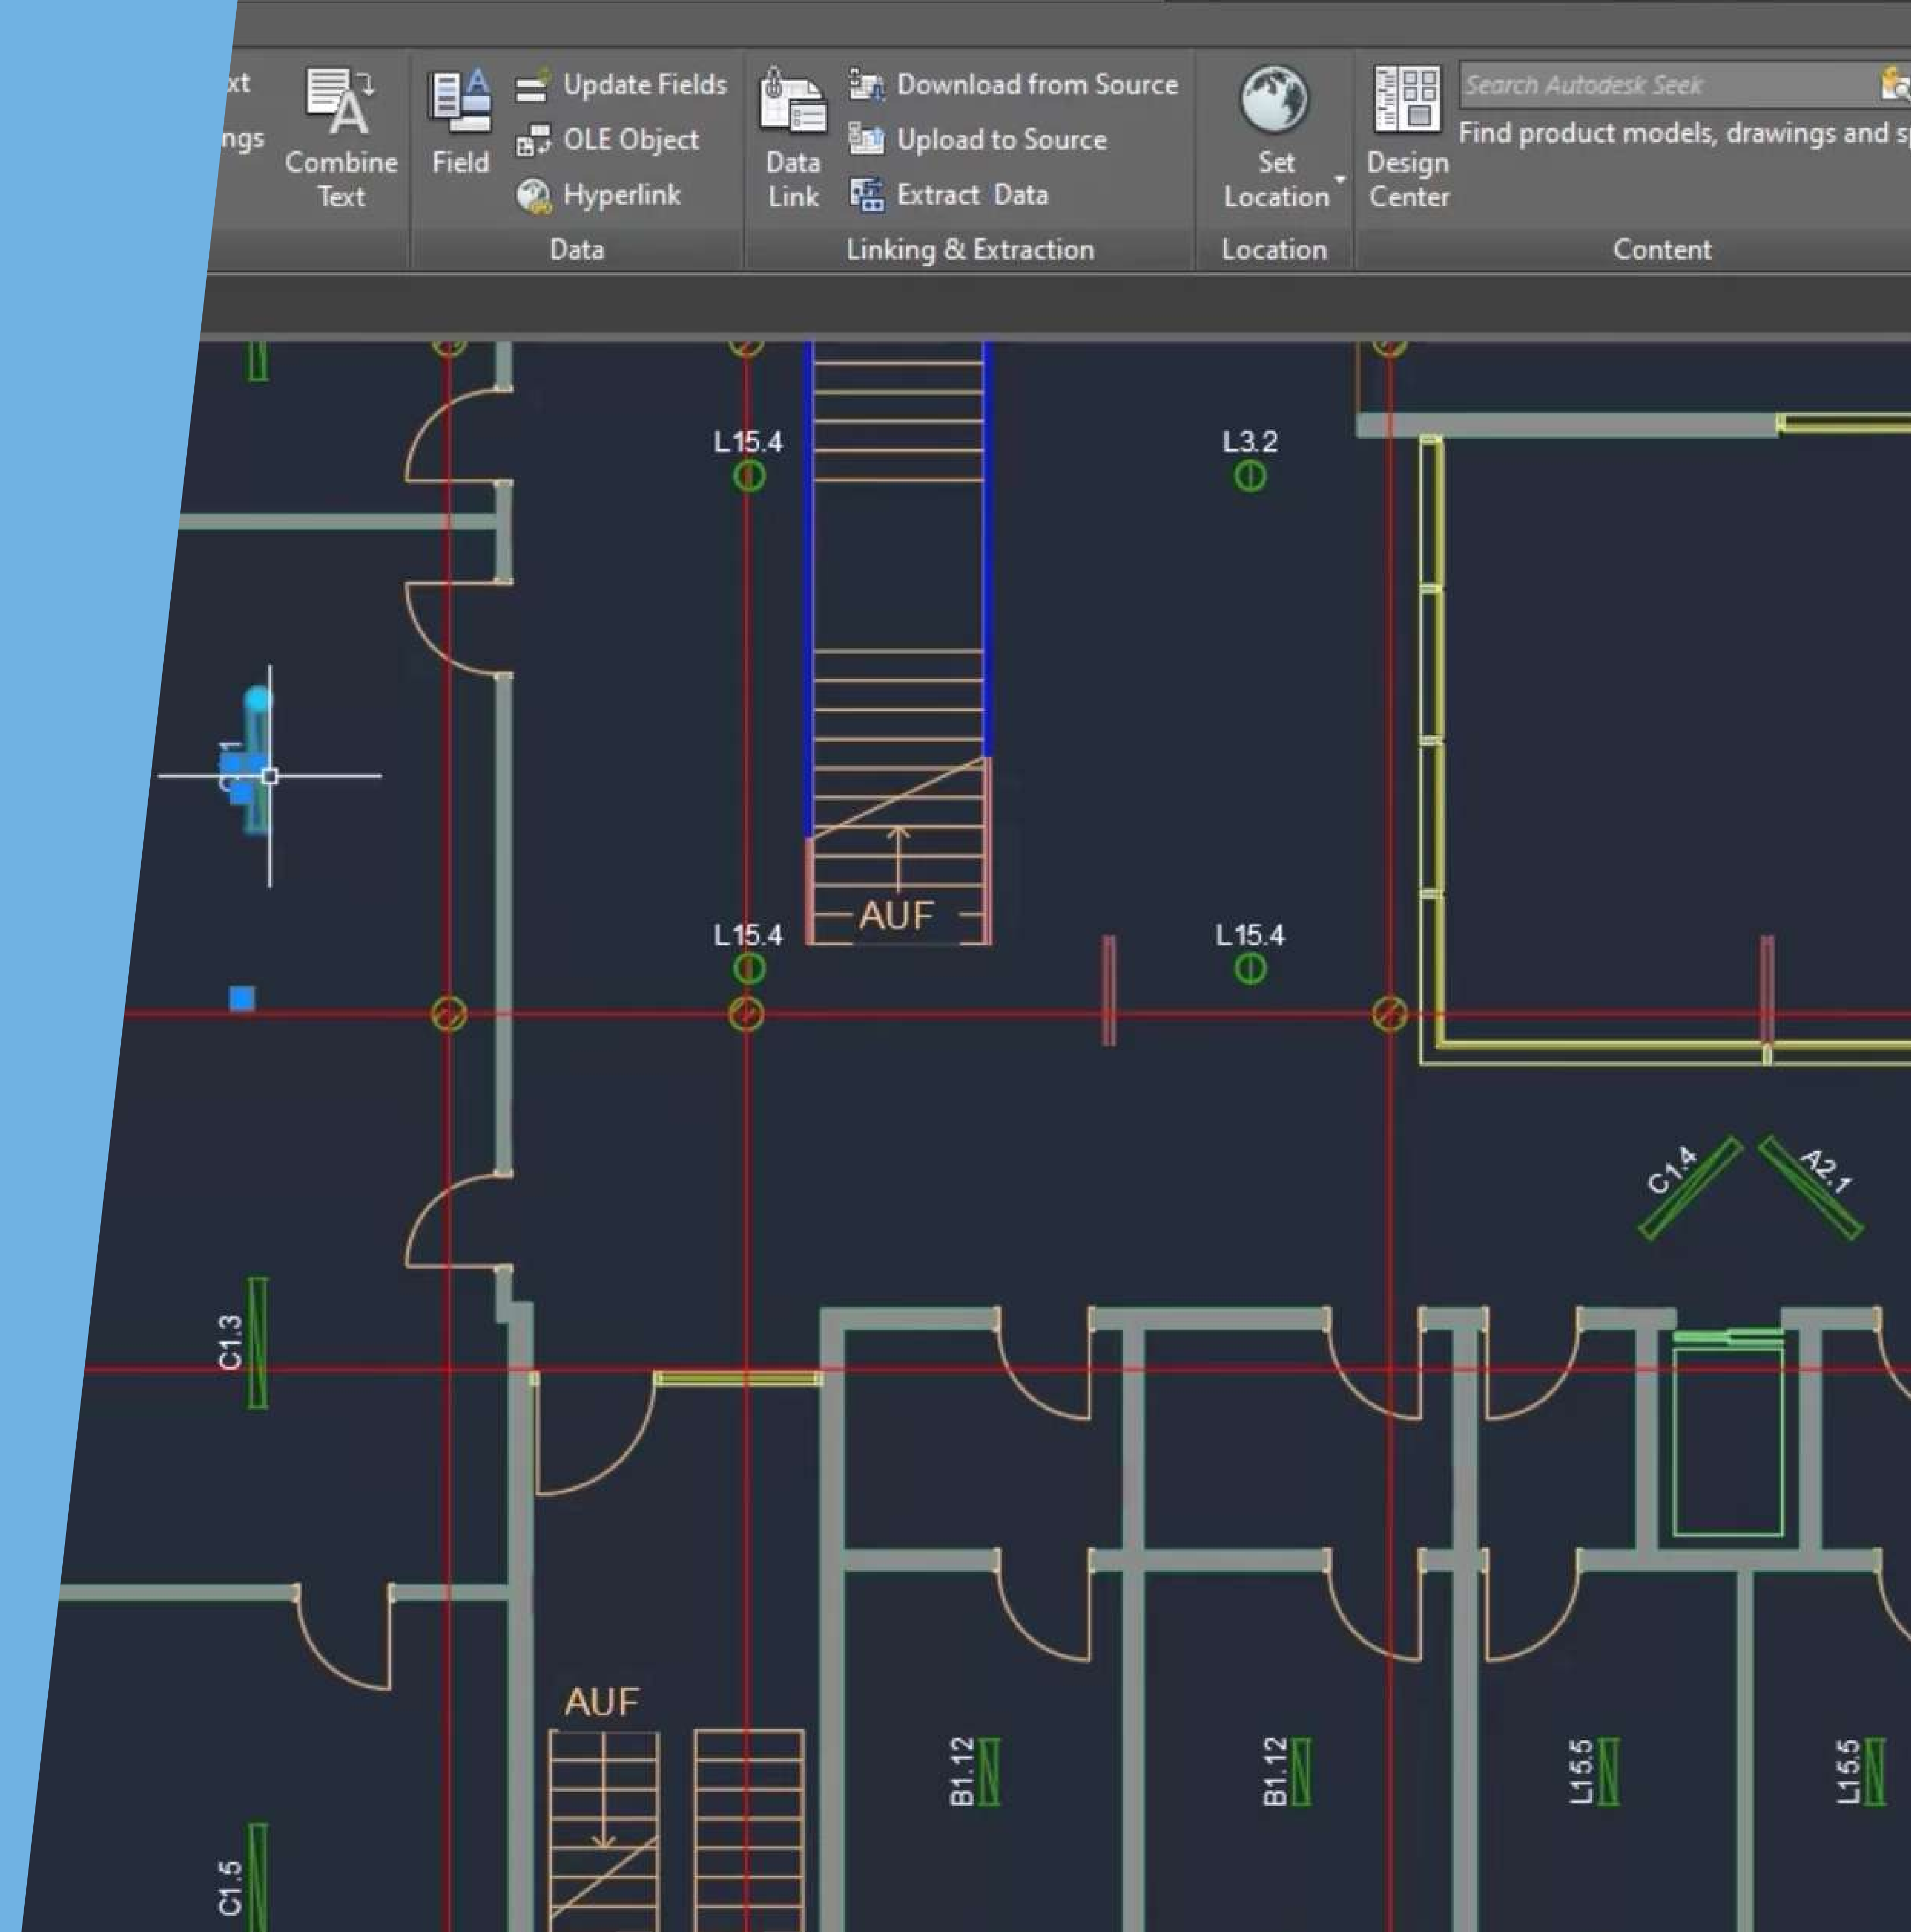 Combine
Text
Field
Update Fields
OLE Object
Hyperlink
Data
Data
Link
Download from Source
Upload to Source
Extract Data
Linking & Extraction
Set
Location
Location
Design
Center
Search Autodesk Seek
Find product models, drawings and
Content
L15.4
L3.2
AUF
L15.4
L15.4
C1.4
A2.1
C1.3
AUF
B1.12
B1.12
L15.5
L15.5
C1.5